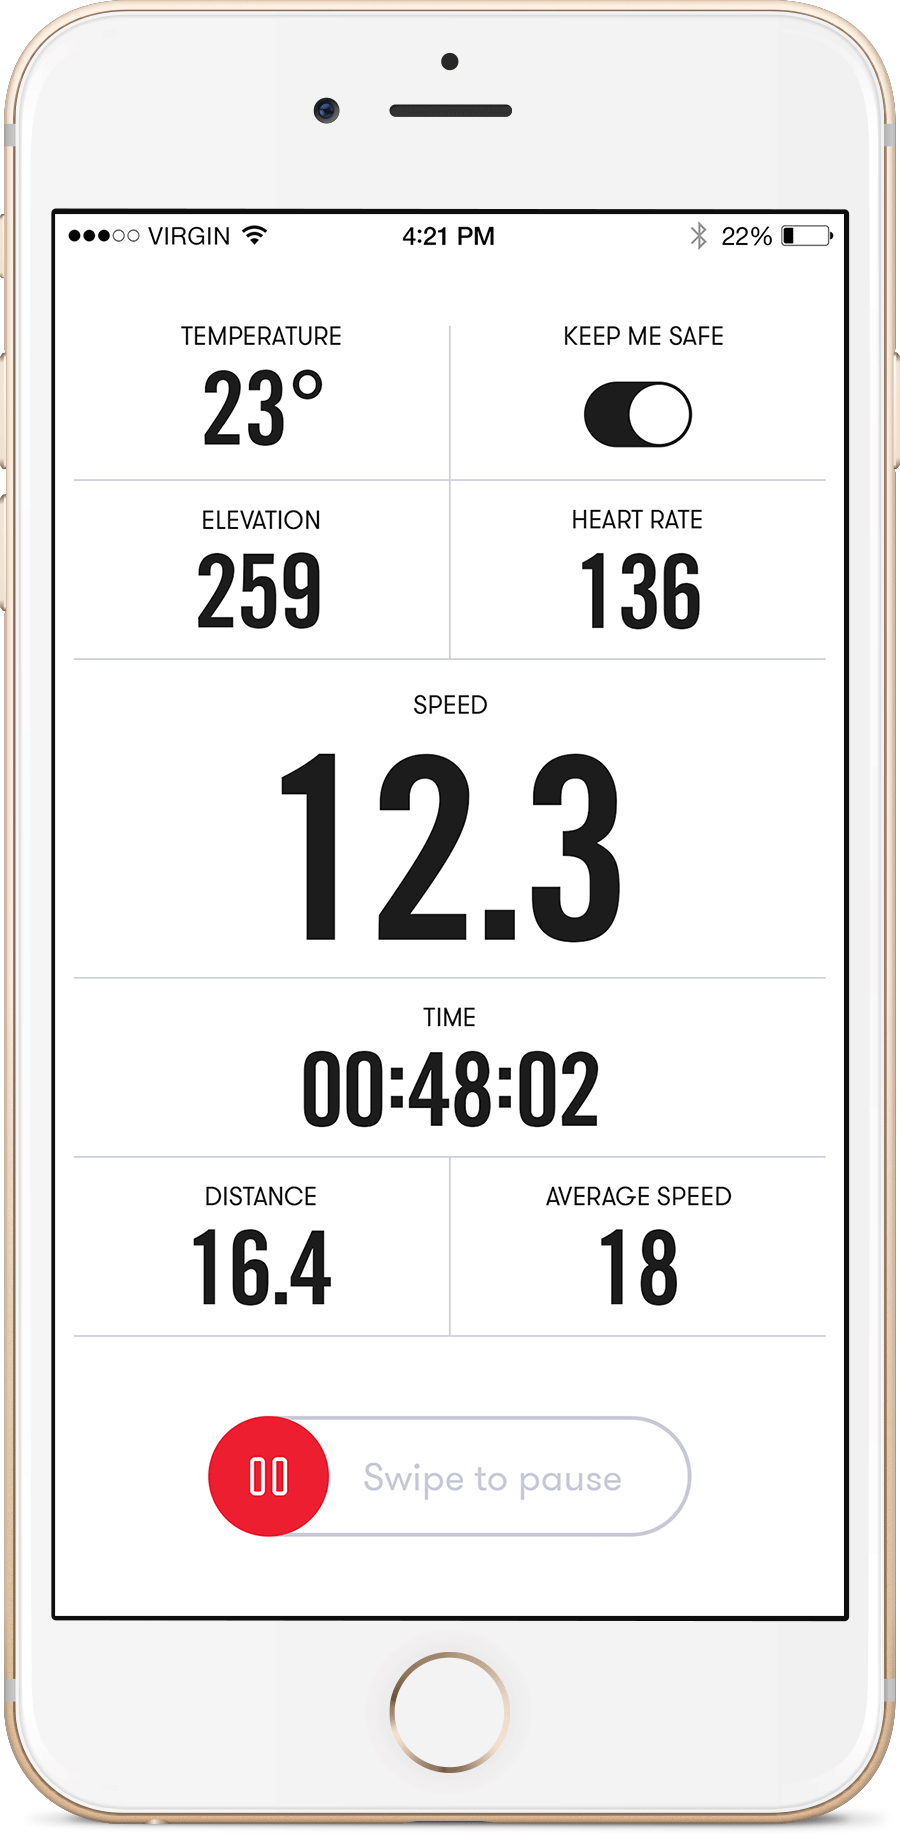 VIRGIN 4:21 PM 22%
TEMPERATURE KEEP ME SAFE
23°
ELEVATION HEART RATE
259 136
SPEED
12.3
TIME
00:48:02
DISTANCE AVERAGE SPEED
16.4 18
Swipe to pause